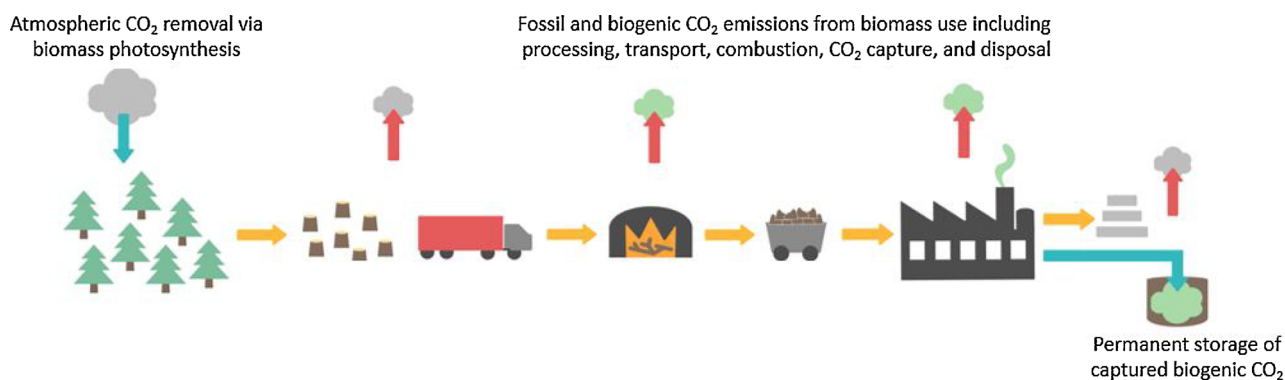 Atmospheric CO₂ removal via
biomass photosynthesis
Fossil and biogenic CO₂ emissions from biomass use including
processing, transport, combustion, CO₂ capture, and disposal
Permanent storage of
captured biogenic CO₂